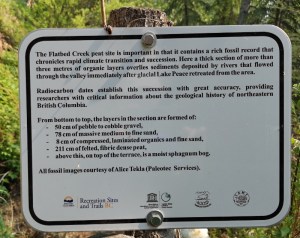 The Flatbed Creek peat site is important in that it contains a rich fossil record that
chronicles rapid climate transition and succession. Here a thick section of more than
three metres of organic layers overlies sediments deposited by rivers that flowed
through the valley immediately after glacial Lake Peace retreated from the area.
Radiocarbon dates establish this succession with great accuracy, providing
researchers with critical information about the geological history of northeastern
British Columbia.
From bottom to top, the layers in the section are formed of:
- 50 cm of pebble to cobble gravel,
- 78 cm of massive medium to fine sand,
- 8 cm of compressed, laminated organics and fine sand,
- 211 cm of felted, fibric dense peat,
- above this, on top of the terrace, is a moist sphagnum bog.
All fossil images courtesy of Alice Telka (Paleotec Services).
Recreation Sites
and Trails BC